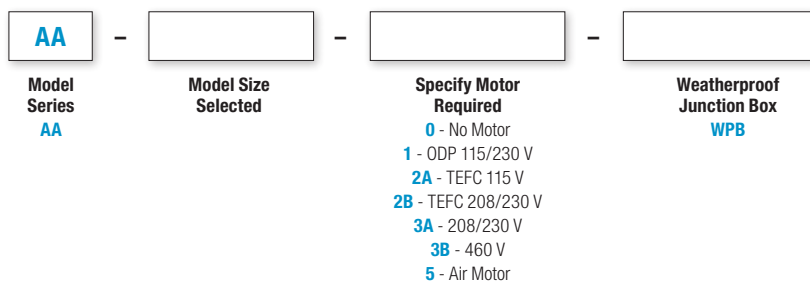 AA - - -
Model Series
AA
Model Size Selected
Specify Motor Required
0 - No Motor
1 - ODP 115/230 V
2A - TEFC 115 V
2B - TEFC 208/230 V
3A - 208/230 V
3B - 460 V
5 - Air Motor
Weatherproof Junction Box
WPB